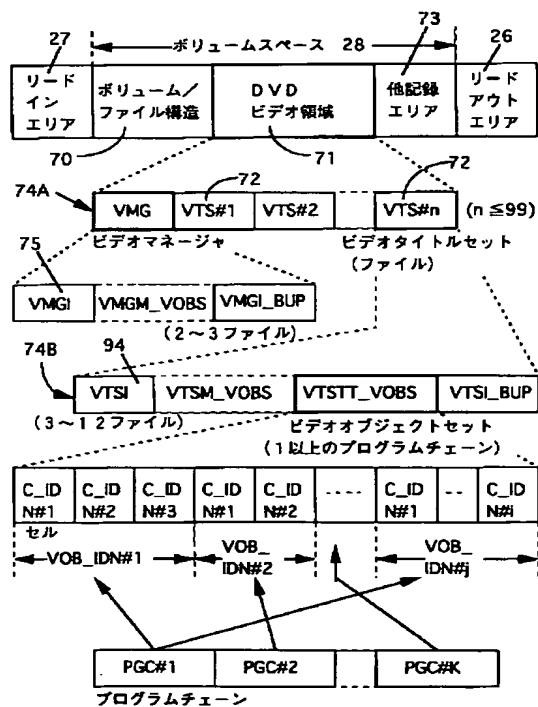 27
ボリュームスペース 28
73
26
リード
イン
エリア
ボリューム/
ファイル構造
DVD
ビデオ領域
他記録
エリア
リード
アウト
エリア
70
71
74A
72
72
VMG
VTS#1
VTS#2
VTS#n
(n≦99)
ビデオマネージャ
ビデオタイトルセット
(ファイル)
75
VMGI
VMGM_VOBS
VMGI_BUP
(2〜3ファイル)
74B
94
VTSI
VTSM_VOBS
VTSTT_VOBS
VTSI_BUP
(3〜12ファイル)
ビデオオブジェクトセット
(1以上のプログラムチェーン)
C_ID
N#1
C_ID
N#2
C_ID
N#3
C_ID
N#1
C_ID
N#2
C_ID
N#1
C_ID
N#i
セル
VOB_IDN#1
VOB_
IDN#2
VOB_
IDN#j
PGC#1
PGC#2
PGC#K
プログラムチェーン